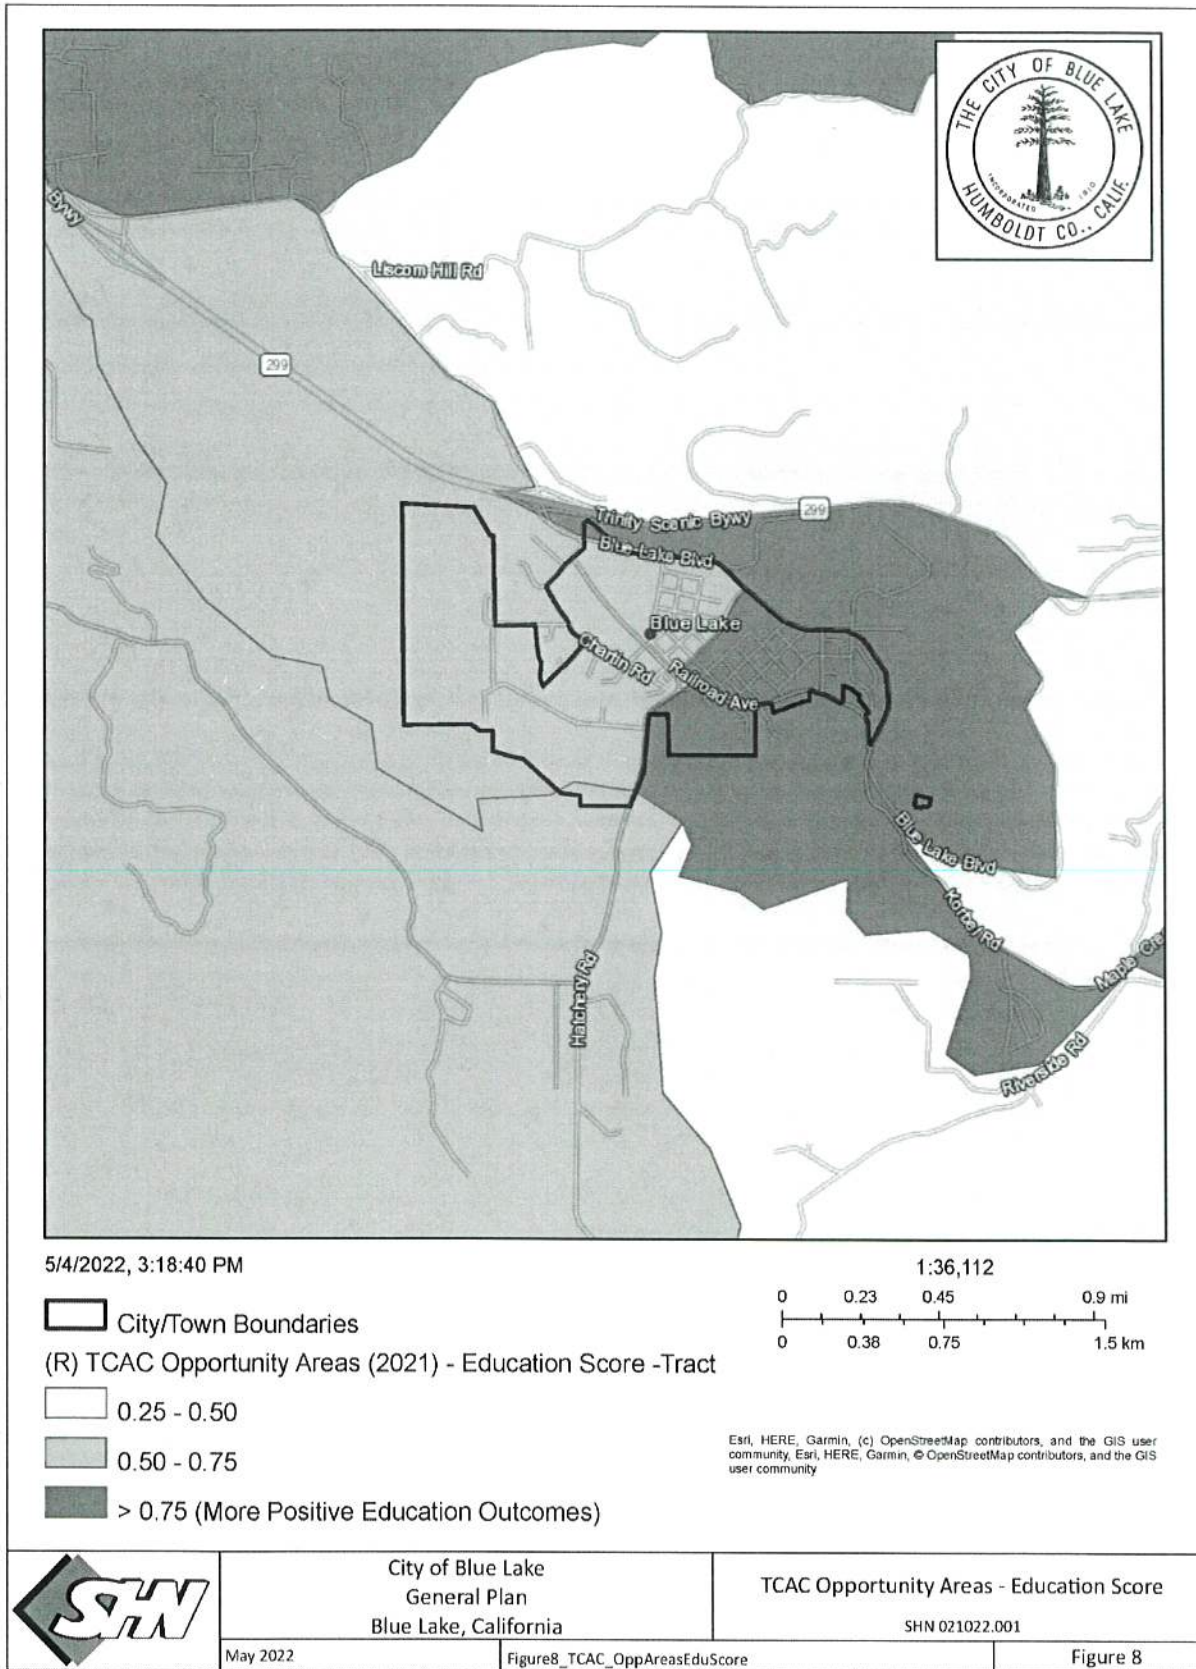 THE CITY OF BLUE LAKE
INCORPORATED 1910
HUMBOLDT CO., CALIF.
Bywy
Liscom Hill Rd
299
Trinity Scenic Bywy
299
Blue Lake Blvd
Blue Lake
Chartin Rd
Railroad Ave
Blue Lake Blvd
Korbel Rd
Maple Cre
Hatchery Rd
Riverside Rd
5/4/2022, 3:18:40 PM
1:36,112
0 0.23 0.45 0.9 mi
0 0.38 0.75 1.5 km
City/Town Boundaries
(R) TCAC Opportunity Areas (2021) - Education Score -Tract
0.25 - 0.50
0.50 - 0.75
> 0.75 (More Positive Education Outcomes)
Esri, HERE, Garmin, (c) OpenStreetMap contributors, and the GIS user
community, Esri, HERE, Garmin, © OpenStreetMap contributors, and the GIS
user community
SHN
City of Blue Lake
General Plan
Blue Lake, California
TCAC Opportunity Areas - Education Score
SHN 021022.001
May 2022
Figure8_TCAC_OppAreasEduScore
Figure 8